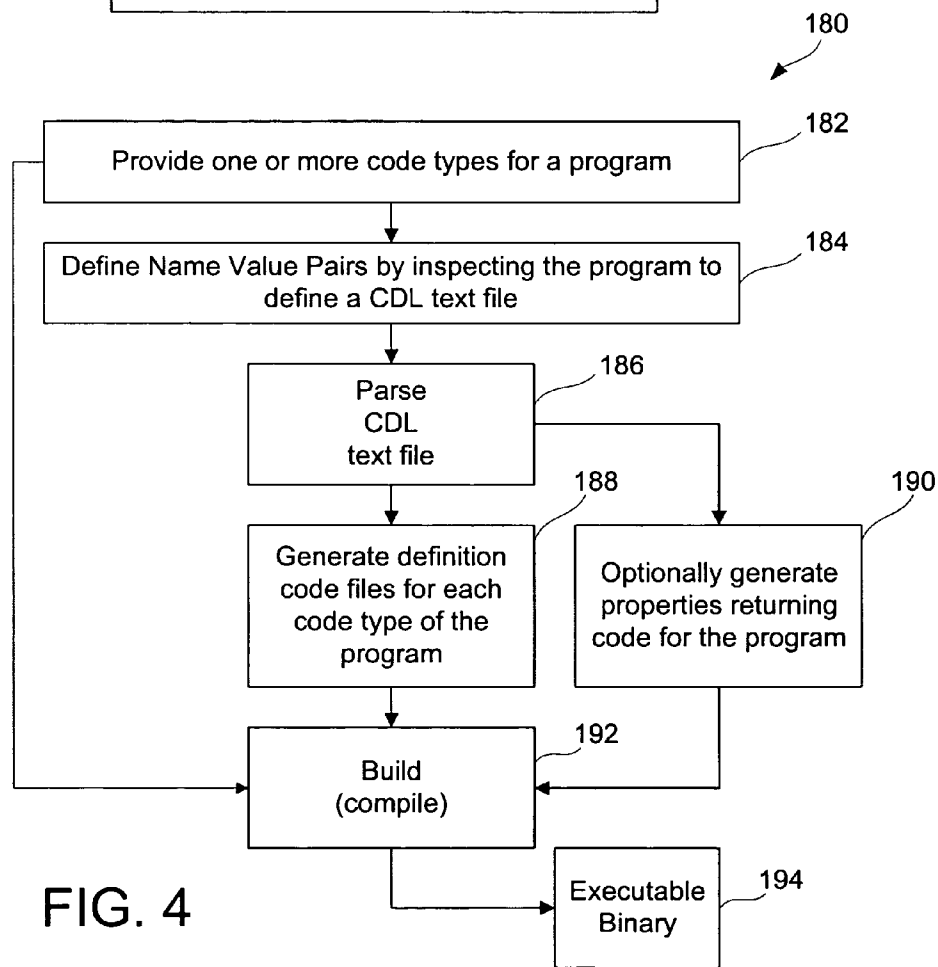 180
182
Provide one or more code types for a program
184
Define Name Value Pairs by inspecting the program to
define a CDL text file
186
Parse
CDL
text file
188
190
Generate definition
code files for each
code type of the
program
Optionally generate
properties returning
code for the program
192
Build
(compile)
194
Executable
Binary
FIG. 4